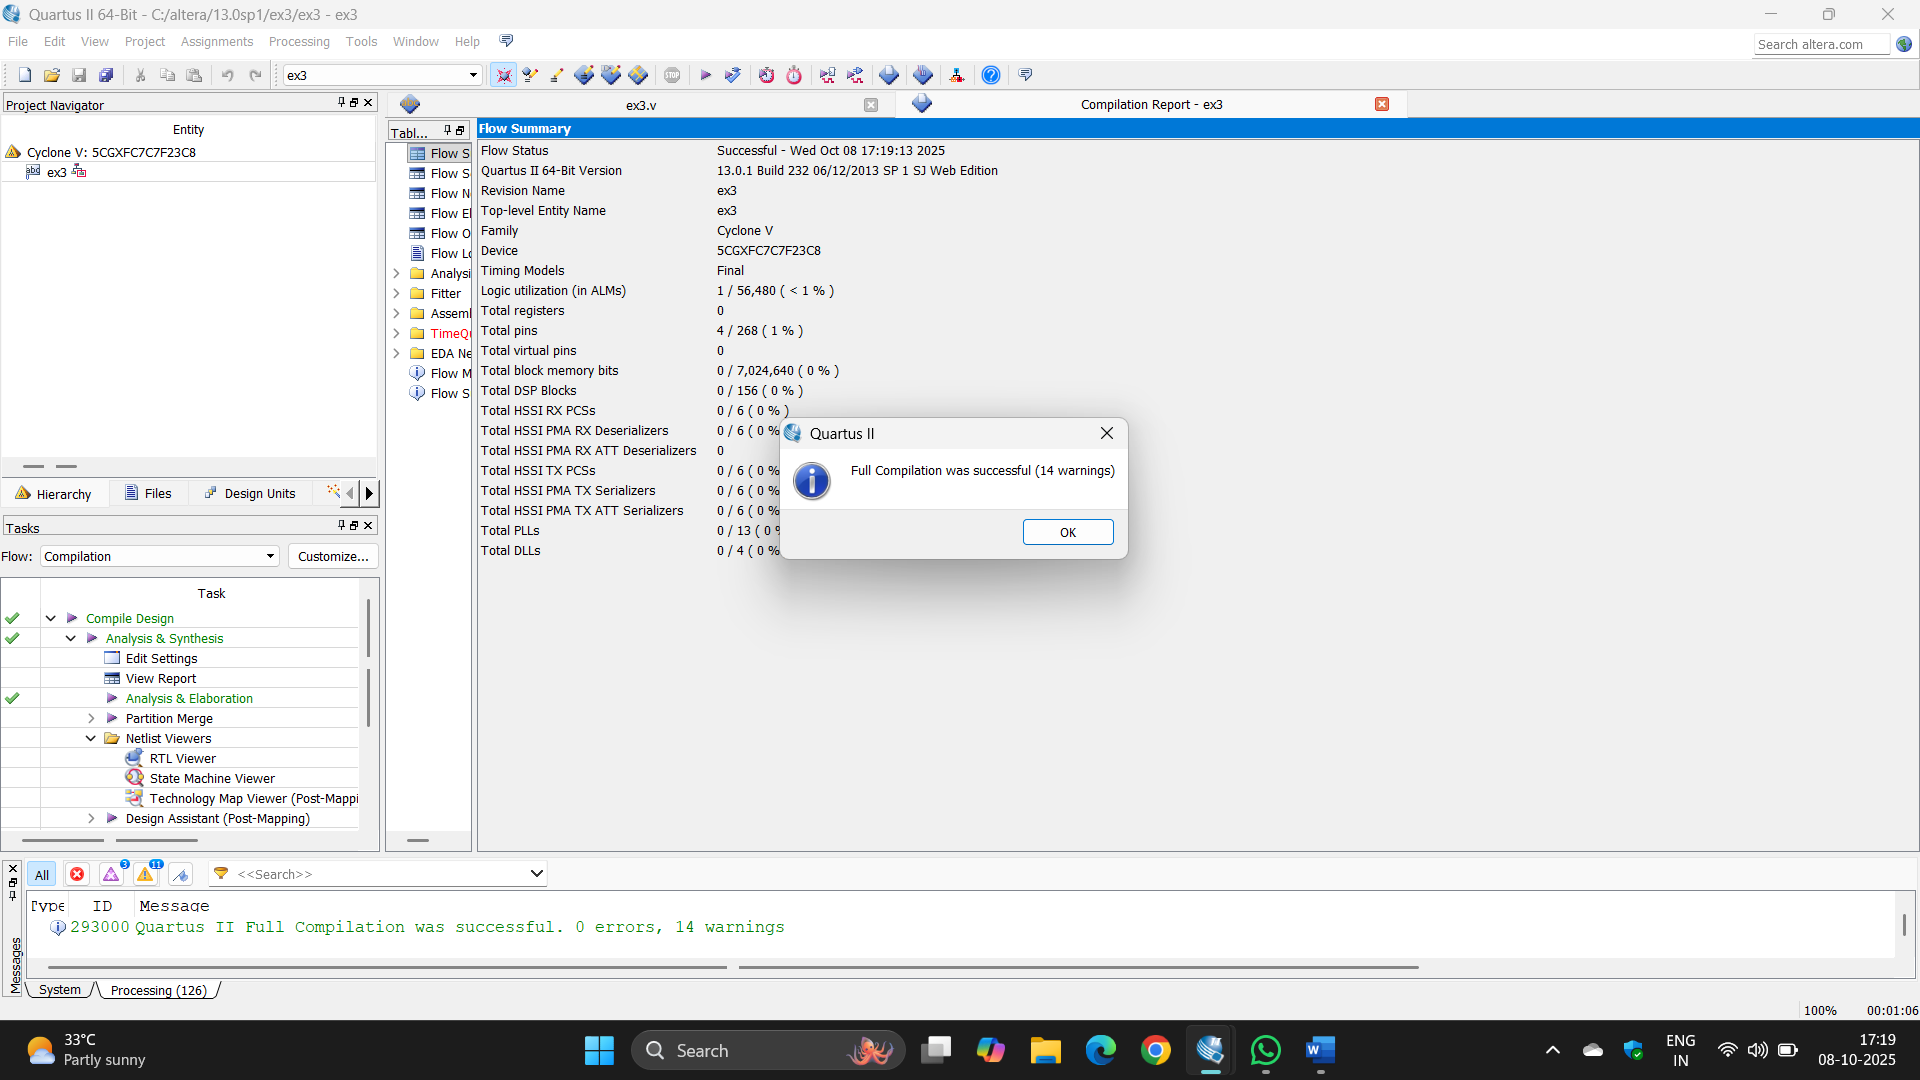 Quartus II 64-Bit - C:/altera/13.0sp1/ex3/ex3 - ex3
File Edit View Project Assignments Processing Tools Window Help
Search altera.com
ex3
STOP
Project Navigator
Entity
Cyclone V: 5CGXFC7C7F23C8
ex3
Hierarchy Files Design Units
Tasks
Flow: Compilation Customize...
Task
Compile Design
Analysis & Synthesis
Edit Settings
View Report
Analysis & Elaboration
Partition Merge
Netlist Viewers
RTL Viewer
State Machine Viewer
Technology Map Viewer (Post-Mappi
Design Assistant (Post-Mapping)
ex3.v
Compilation Report - ex3
Tabl...
Flow S
Flow S
Flow N
Flow El
Flow O
Flow Lo
Analysi
Fitter
Assem
TimeQu
EDA Ne
Flow M
Flow S
Flow Summary
Flow Status Successful - Wed Oct 08 17:19:13 2025
Quartus II 64-Bit Version 13.0.1 Build 232 06/12/2013 SP 1 SJ Web Edition
Revision Name ex3
Top-level Entity Name ex3
Family Cyclone V
Device 5CGXFC7C7F23C8
Timing Models Final
Logic utilization (in ALMs) 1 / 56,480 ( < 1 % )
Total registers 0
Total pins 4 / 268 ( 1 % )
Total virtual pins 0
Total block memory bits 0 / 7,024,640 ( 0 % )
Total DSP Blocks 0 / 156 ( 0 % )
Total HSSI RX PCSs 0 / 6 ( 0 % )
Total HSSI PMA RX Deserializers 0 / 6 ( 0 %
Total HSSI PMA RX ATT Deserializers 0
Total HSSI TX PCSs 0 / 6 ( 0 %
Total HSSI PMA TX Serializers 0 / 6 ( 0 %
Total HSSI PMA TX ATT Serializers 0 / 6 ( 0 %
Total PLLs 0 / 13 ( 0 %
Total DLLs 0 / 4 ( 0 %
Quartus II
Full Compilation was successful (14 warnings)
OK
All 3 11 <<Search>>
Type ID Message
293000 Quartus II Full Compilation was successful. 0 errors, 14 warnings
Messages
System Processing (126)
100% 00:01:06
33°C
Partly sunny
Search
ENG
IN
17:19
08-10-2025